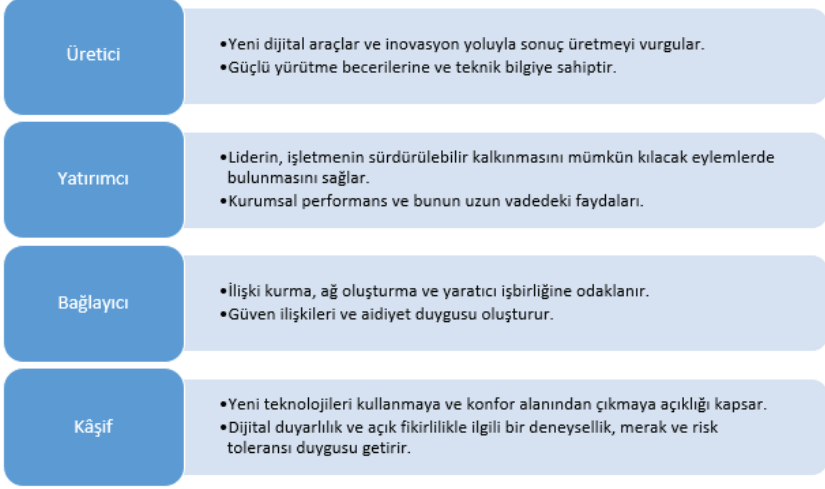 Üretici
•Yeni dijital araçlar ve inovasyon yoluyla sonuç üretmeyi vurgular.
•Güçlü yürütme becerilerine ve teknik bilgiye sahiptir.
Yatırımcı
•Liderin, işletmenin sürdürülebilir kalkınmasını mümkün kılacak eylemlerde
bulunmasını sağlar.
•Kurumsal performans ve bunun uzun vadedeki faydaları.
Bağlayıcı
•İlişki kurma, ağ oluşturma ve yaratıcı işbirliğine odaklanır.
•Güven ilişkileri ve aidiyet duygusu oluşturur.
Kâşif
•Yeni teknolojileri kullanmaya ve konfor alanından çıkmaya açıklığı kapsar.
•Dijital duyarlılık ve açık fikirlilikle ilgili bir deneysellik, merak ve risk
toleransı duygusu getirir.